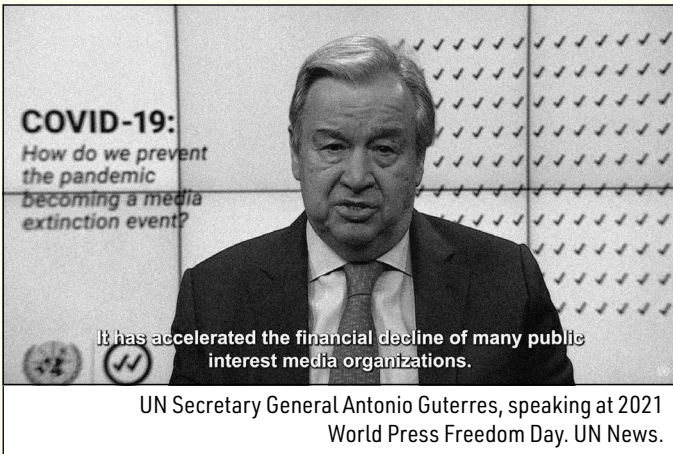 COVID-19:
How do we prevent
the pandemic
becoming a media
extinction event?
It has accelerated the financial decline of many public
interest media organizations.
UN Secretary General Antonio Guterres, speaking at 2021
World Press Freedom Day. UN News.